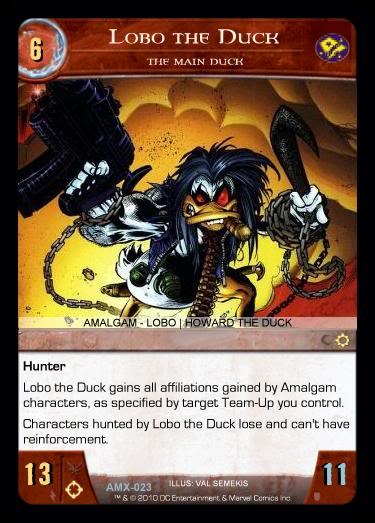 6
Lobo the Duck
THE MAIN DUCK
AMALGAM - LOBO | HOWARD THE DUCK
Hunter
Lobo the Duck gains all affiliations gained by Amalgam
characters, as specified by target Team-Up you control.
Characters hunted by Lobo the Duck lose and can't have
reinforcement.
13
AMX-023
ILLUS: VAL SEMEKIS
™ & © 2010 DC Entertainment & Marvel Comics Inc.
11